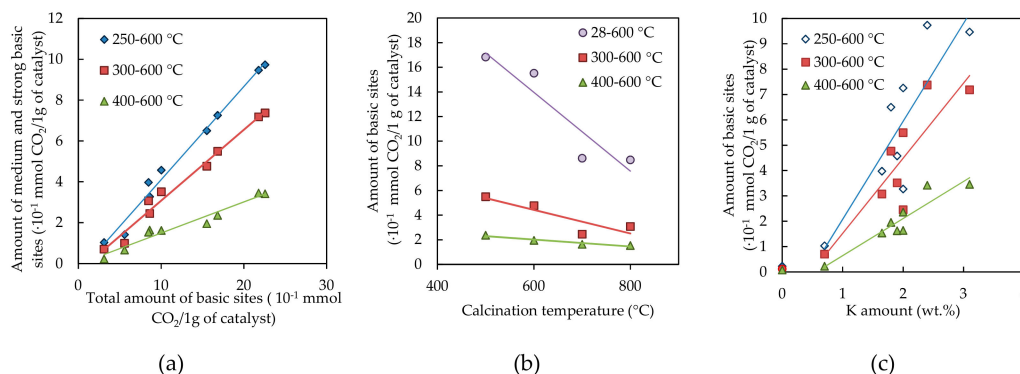 Amount of medium and strong basic
sites (·10⁻¹ mmol CO₂/1g of catalyst)
12
10
8
6
4
2
0
250-600 °C
300-600 °C
400-600 °C
0 10 20 30
Total amount of basic sites ( 10⁻¹ mmol
CO₂/1g of catalyst)
(a)
Amount of basic sites
(·10⁻¹ mmol CO₂/1 g of catalyst)
20
18
16
14
12
10
8
6
4
2
0
28-600 °C
300-600 °C
400-600 °C
400 600 800
Calcination temperature (°C)
(b)
Amount of basic sites
(·10⁻¹ mmol CO₂/1 g of catalyst)
10
9
8
7
6
5
4
3
2
1
0
250-600 °C
300-600 °C
400-600 °C
0 1 2 3
K amount (wt.%)
(c)